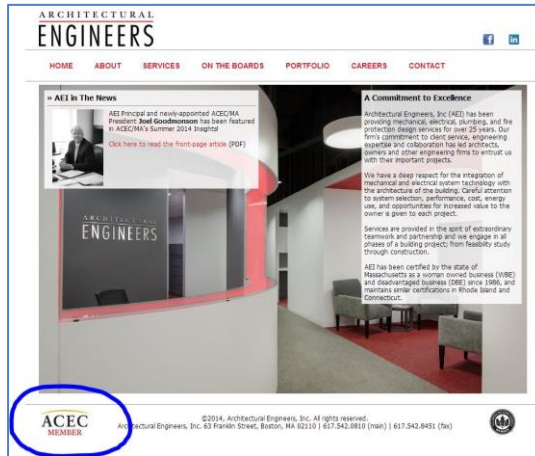 ARCHITECTURAL
ENGINEERS
HOME ABOUT SERVICES ON THE BOARDS PORTFOLIO CAREERS CONTACT
» AEI in The News
AEI Principal and newly-appointed ACEC/MA
President Joel Goodmonson has been featured
in ACEC/MA's Summer 2014 Insights!
Click here to read the front-page article (PDF)
A Commitment to Excellence
Architectural Engineers, Inc (AEI) has been
providing mechanical, electrical, plumbing, and fire
protection design services for over 25 years. Our
firm's commitment to client service, engineering
expertise and collaboration has led architects,
owners and other engineering firms to entrust us
with their important projects.
We have a deep respect for the integration of
mechanical and electrical system technology with
the architecture of the building. Careful attention
to system selection, performance, cost, energy
use, and opportunities for increased value to the
owner is given to each project.
Services are provided in the spirit of extraordinary
teamwork and partnership and we engage in all
phases of a building project; from feasibility study
through construction.
AEI has been certified by the state of
Massachusetts as a woman owned business (WBE)
and disadvantaged business (DBE) since 1986, and
maintains similar certifications in Rhode Island and
Connecticut.
ARCHITECTURAL
ENGINEERS
ACEC
MEMBER
©2014, Architectural Engineers, Inc. All rights reserved.
Architectural Engineers, Inc. 63 Franklin Street, Boston, MA 02110 | 617.542.0810 (main) | 617.542.8451 (fax)